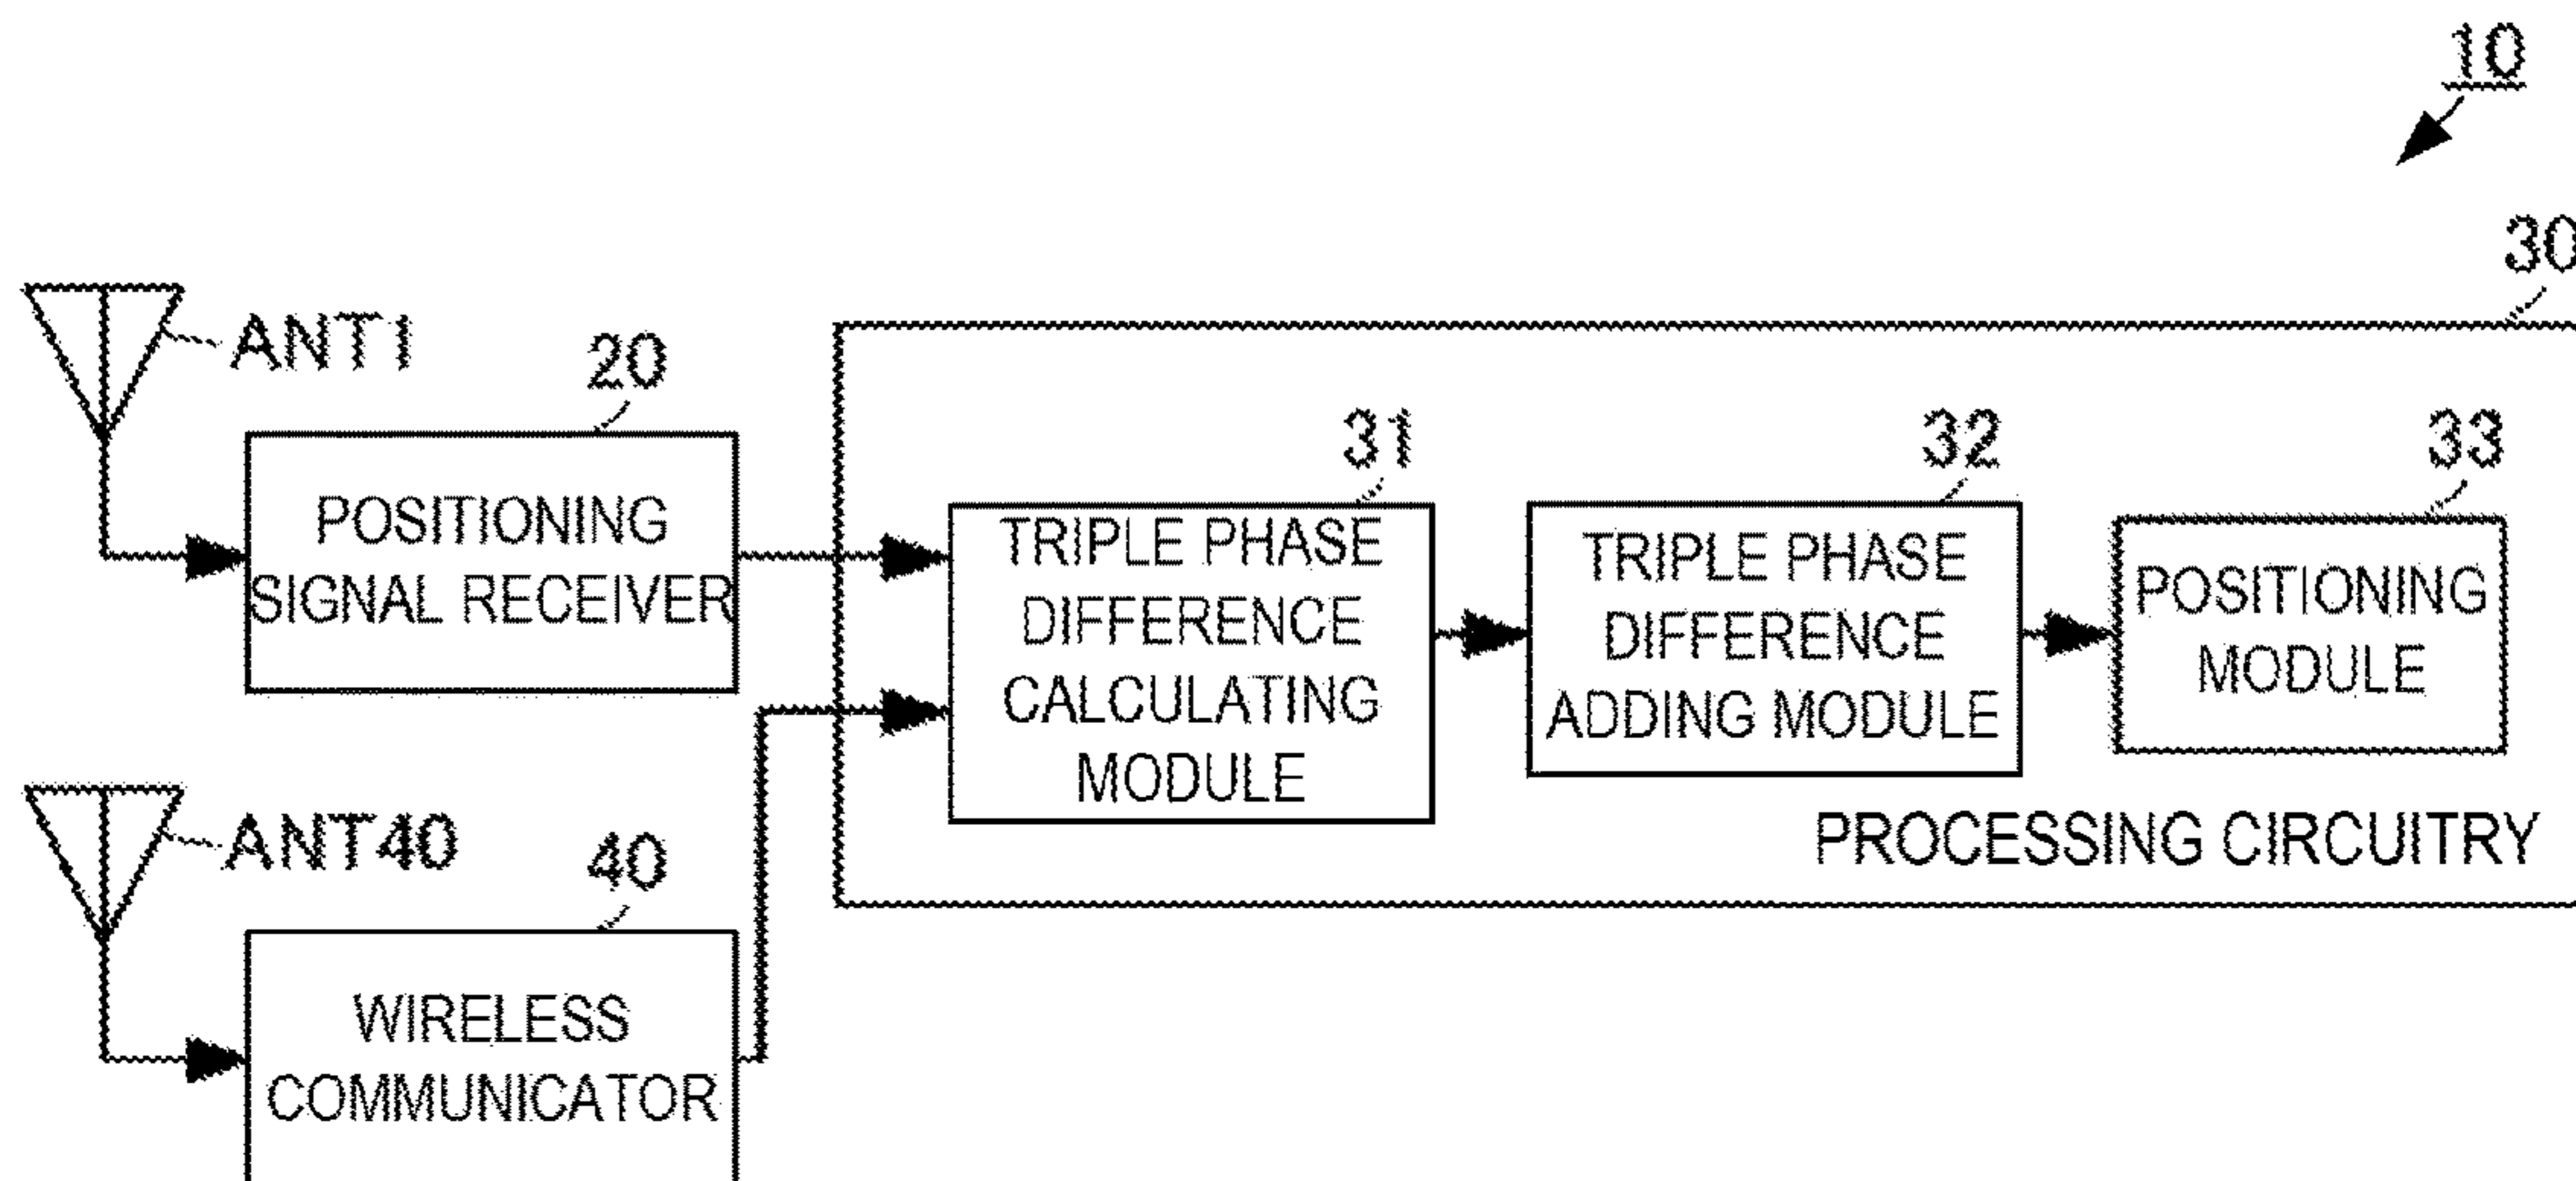 10
30
ANT1
20
POSITIONING
SIGNAL RECEIVER
31
TRIPLE PHASE
DIFFERENCE
CALCULATING
MODULE
32
TRIPLE PHASE
DIFFERENCE
ADDING MODULE
33
POSITIONING
MODULE
PROCESSING CIRCUITRY
ANT40
40
WIRELESS
COMMUNICATOR